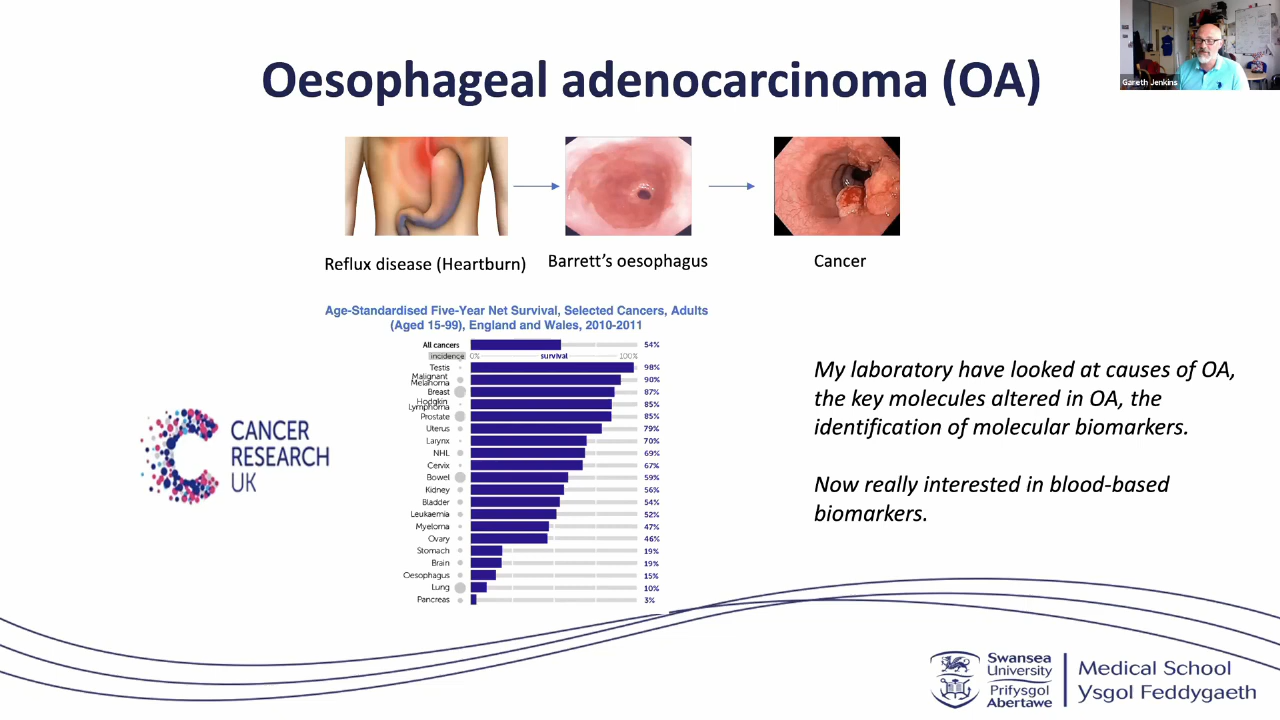 Oesophageal adenocarcinoma (OA)
Gareth Jenkins
Reflux disease (Heartburn)
Barrett's oesophagus
Cancer
Age-Standardised Five-Year Net Survival, Selected Cancers, Adults
(Aged 15-99), England and Wales, 2010-2011
All cancers 54%
incidence 0% survival 100%
Testis 98%
Malignant
Melanoma 90%
Breast 87%
Hodgkin
Lymphoma 85%
Prostate 85%
Uterus 79%
Larynx 70%
NHL 69%
Cervix 67%
Bowel 59%
Kidney 56%
Bladder 54%
Leukaemia 52%
Myeloma 47%
Ovary 46%
Stomach 19%
Brain 19%
Oesophagus 15%
Lung 10%
Pancreas 3%
CANCER
RESEARCH
UK
My laboratory have looked at causes of OA,
the key molecules altered in OA, the
identification of molecular biomarkers.
Now really interested in blood-based
biomarkers.
Swansea
University
Prifysgol
Abertawe
Medical School
Ysgol Feddygaeth